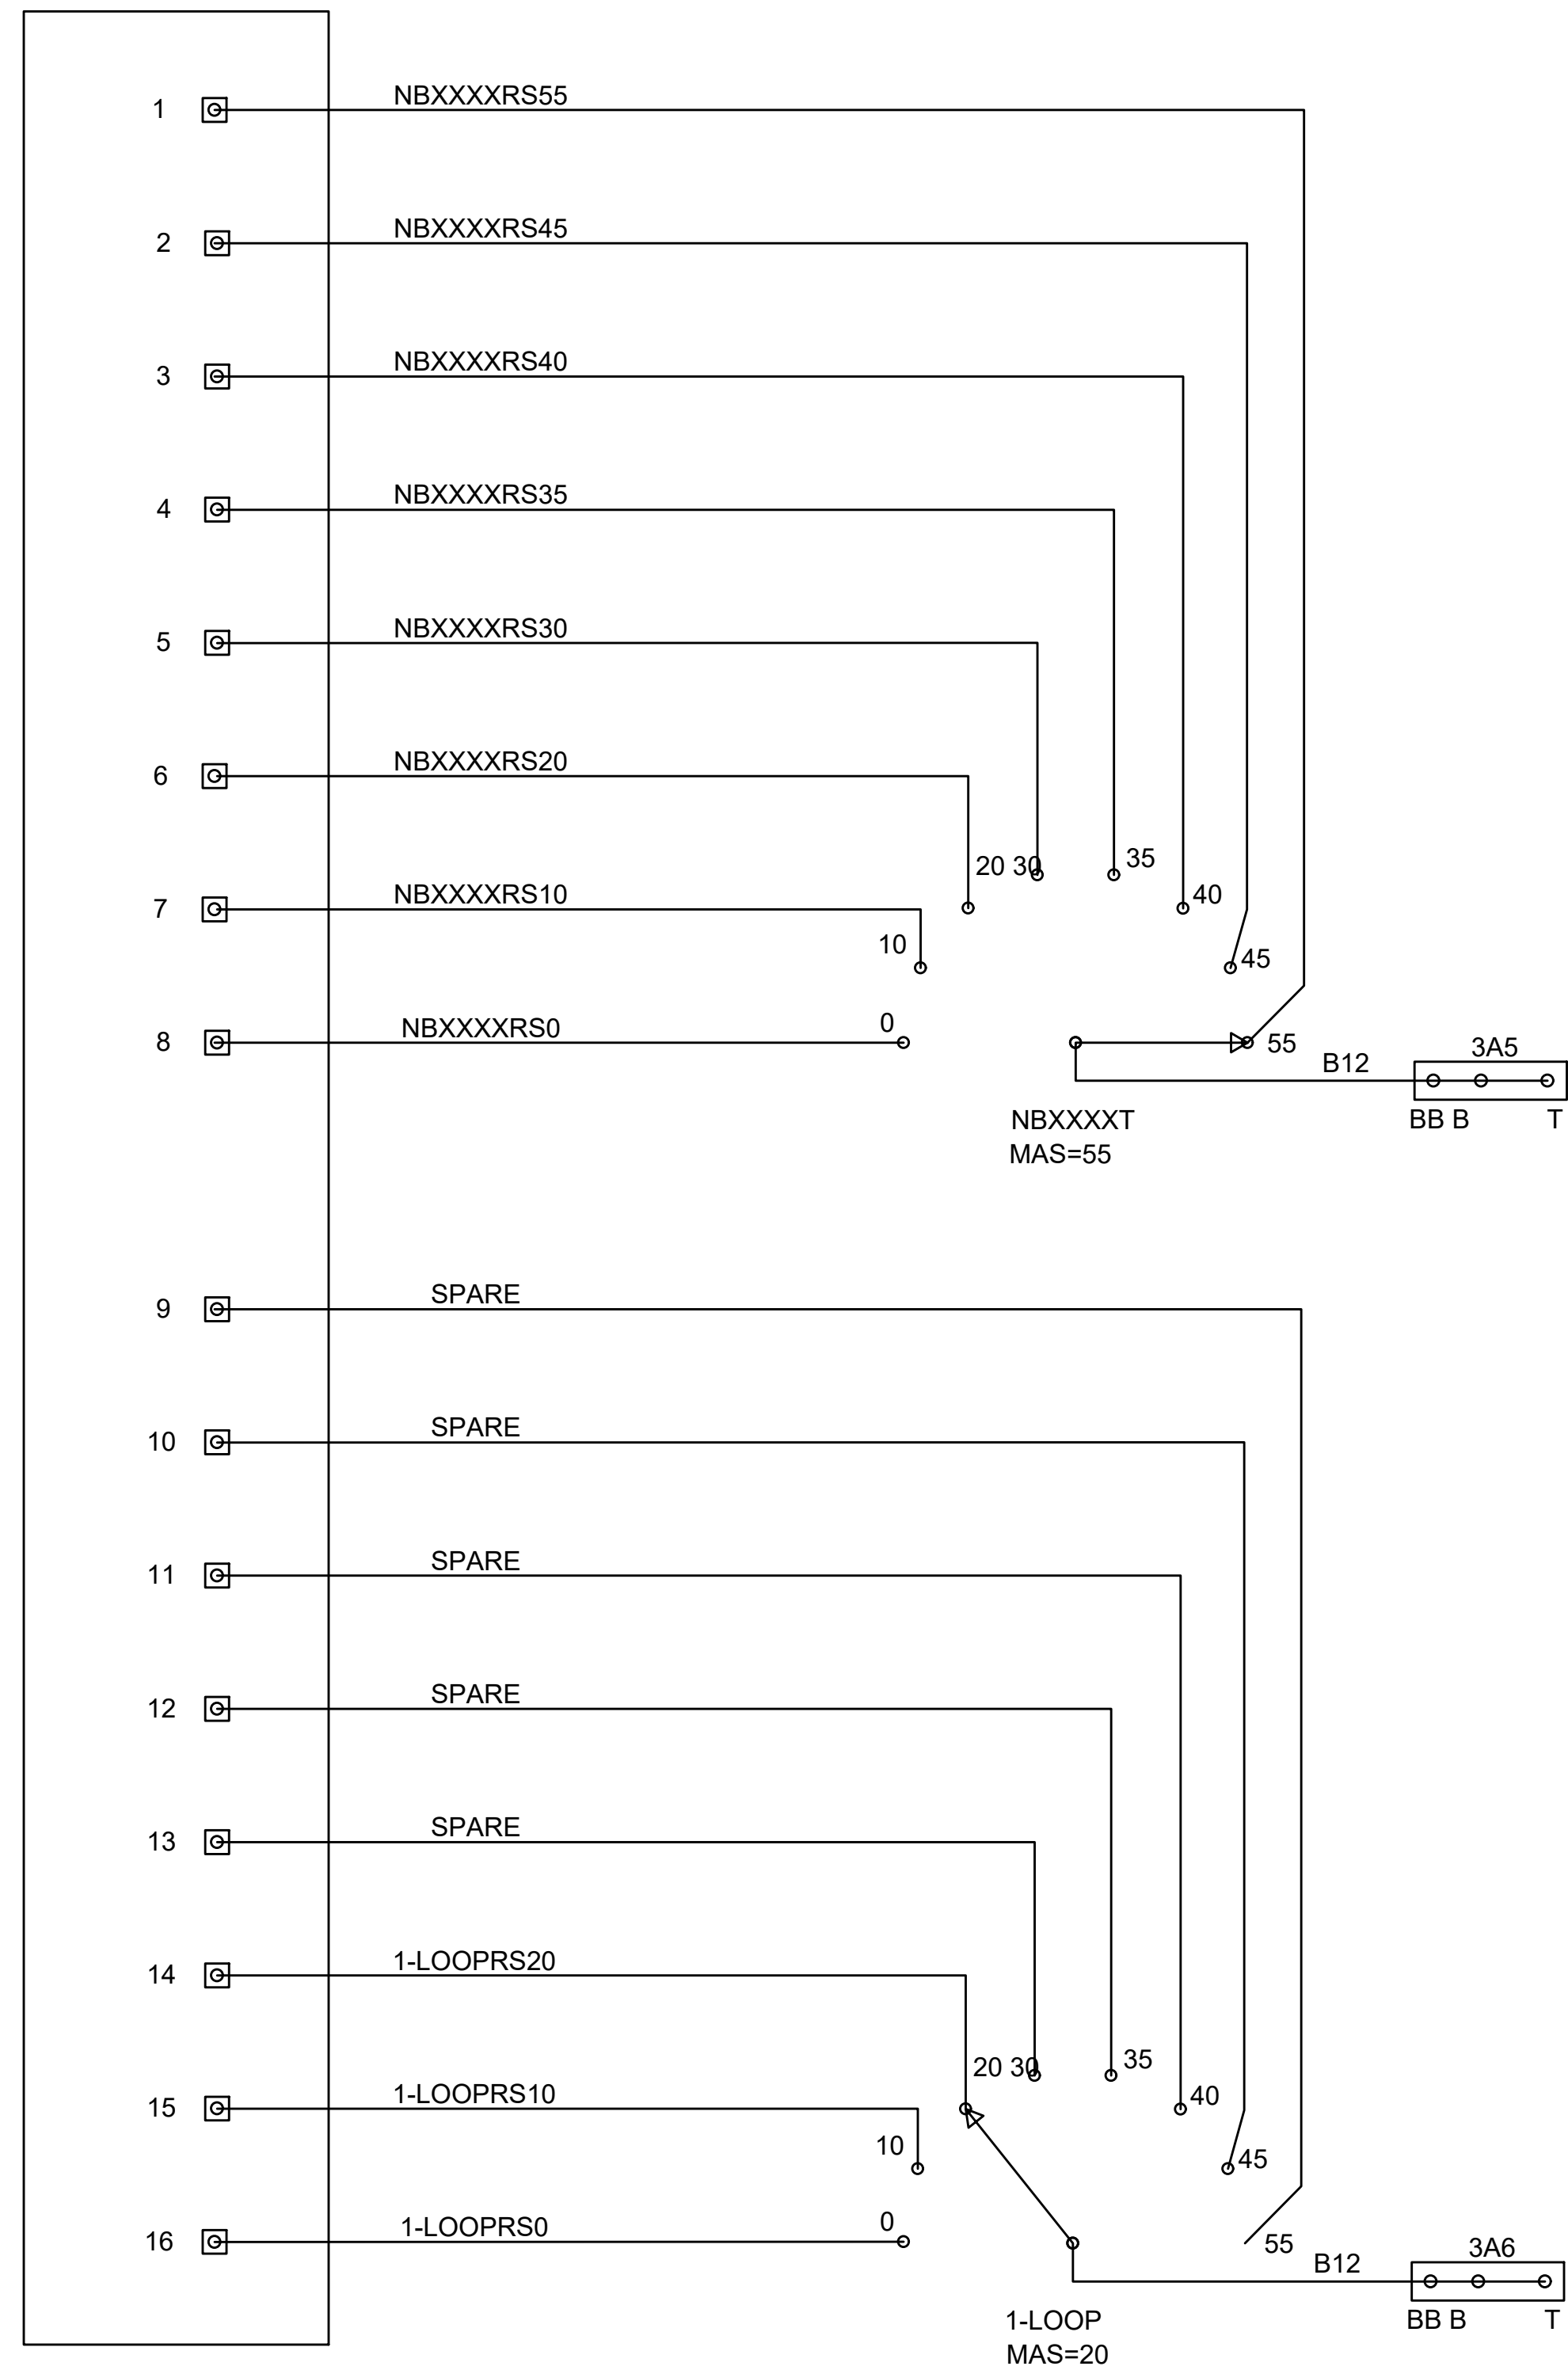 1 NBXXXXRS55
2 NBXXXXRS45
3 NBXXXXRS40
4 NBXXXXRS35
5 NBXXXXRS30
6 NBXXXXRS20
20 30 35
7 NBXXXXRS10 40
10 45
8 NBXXXXRS0 0 55
B12 3A5
NBXXXXT BB B T
MAS=55
9 SPARE
10 SPARE
11 SPARE
12 SPARE
13 SPARE
14 1-LOOPRS20
20 30 35
15 1-LOOPRS10 40
10 45
16 1-LOOPRS0 0 55
B12 3A6
1-LOOP BB B T
MAS=20